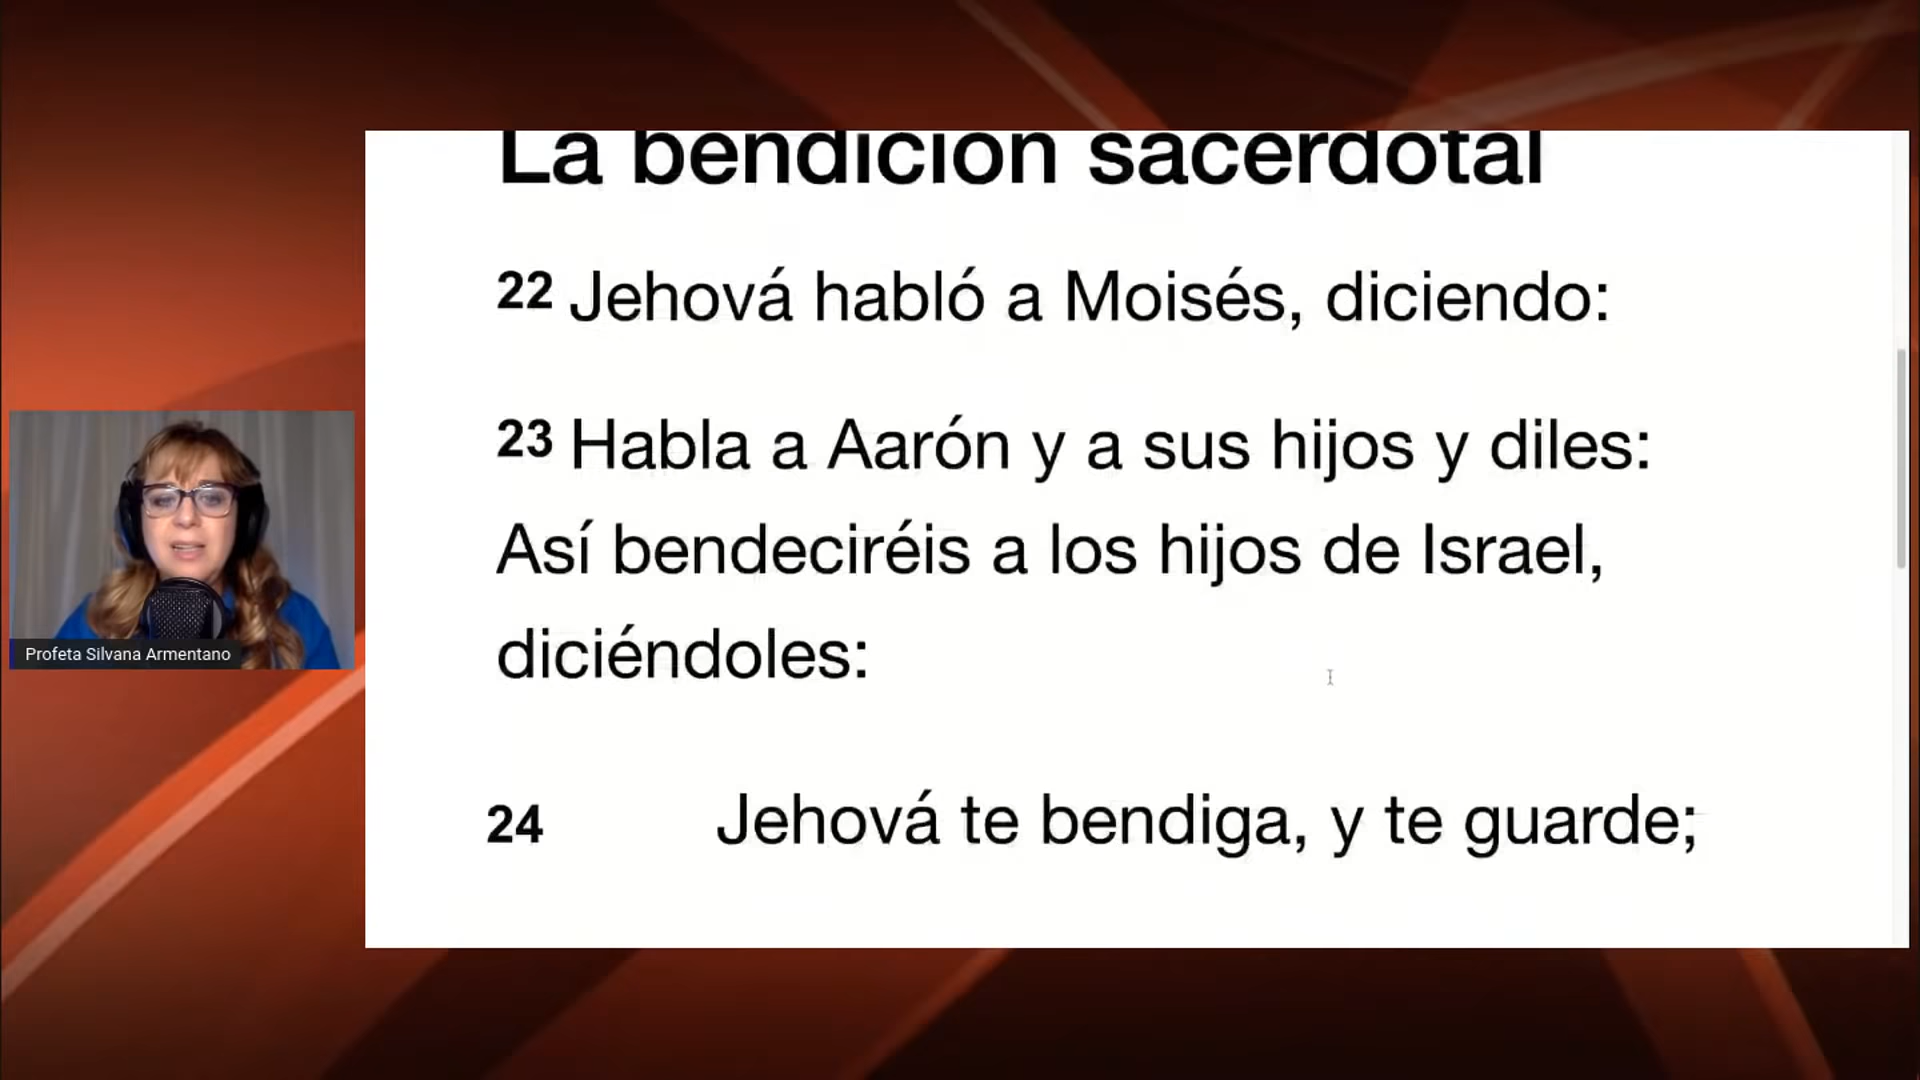 La bendición sacerdotal
22 Jehová habló a Moisés, diciendo:
23 Habla a Aarón y a sus hijos y diles:
Así bendeciréis a los hijos de Israel,
diciéndoles:
24 Jehová te bendiga, y te guarde;
Profeta Silvana Armentano